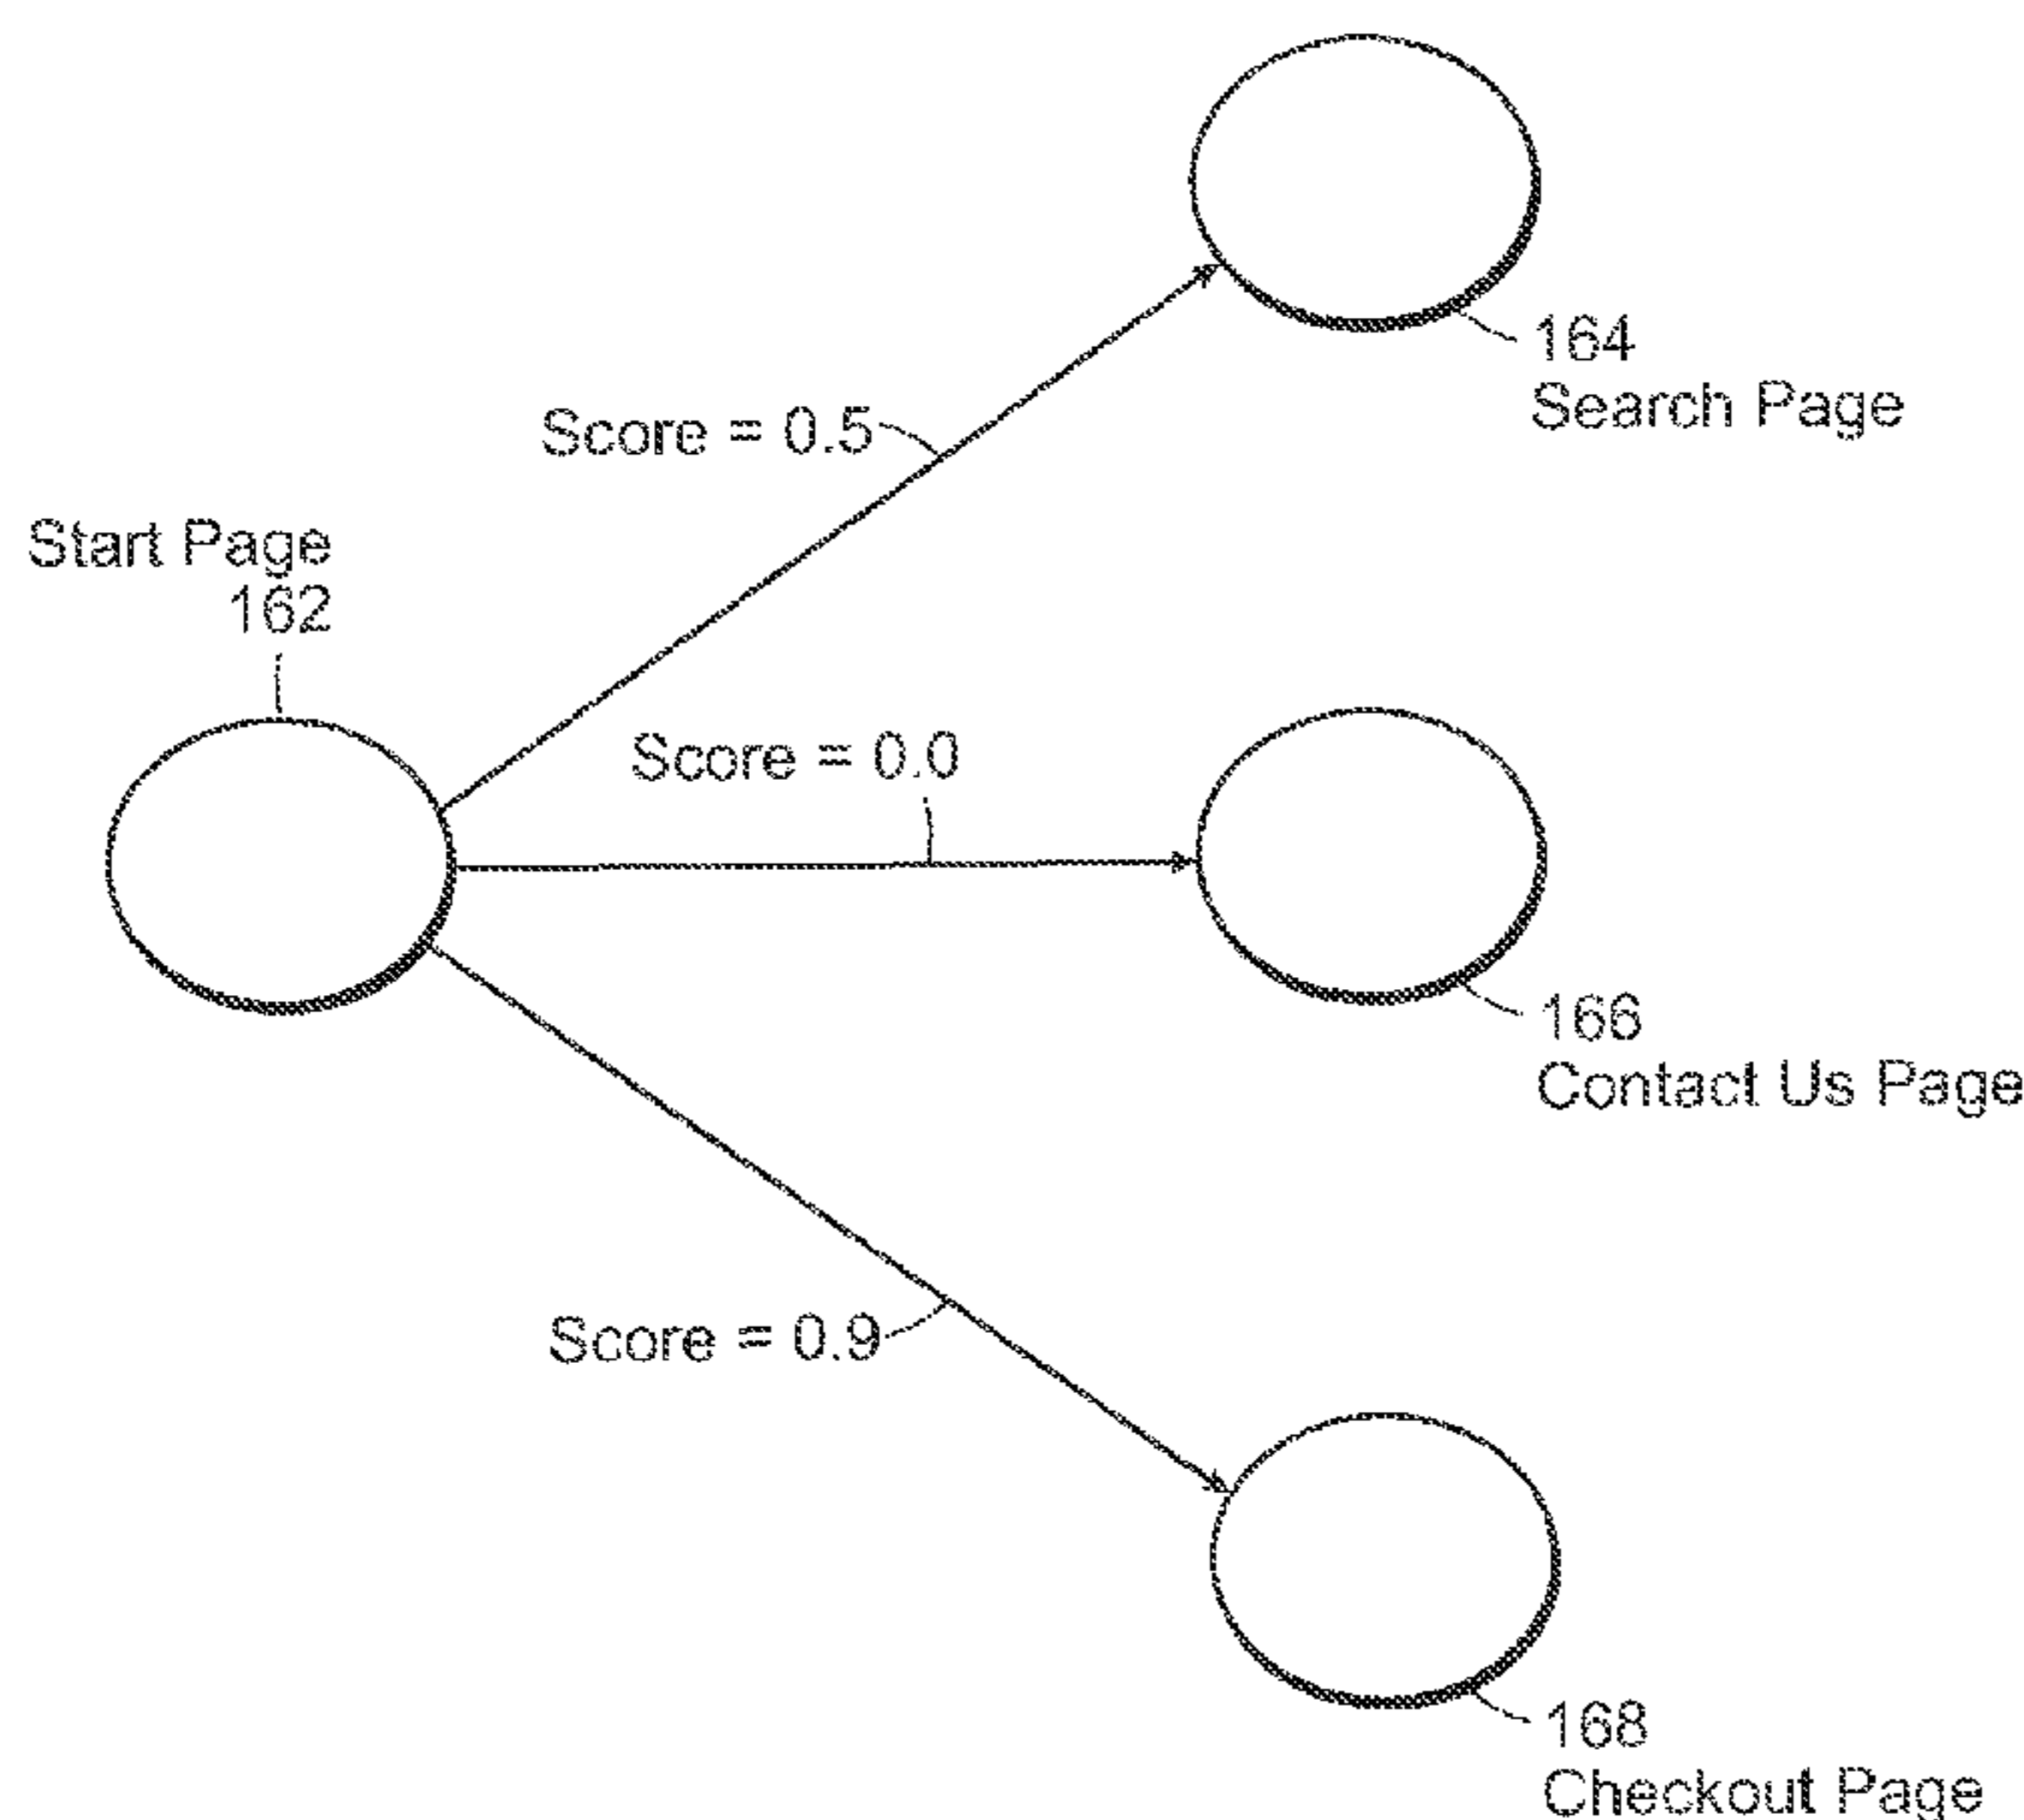 164
Search Page
Score = 0.5
Start Page
162
Score = 0.0
166
Contact Us Page
Score = 0.9
168
Checkout Page